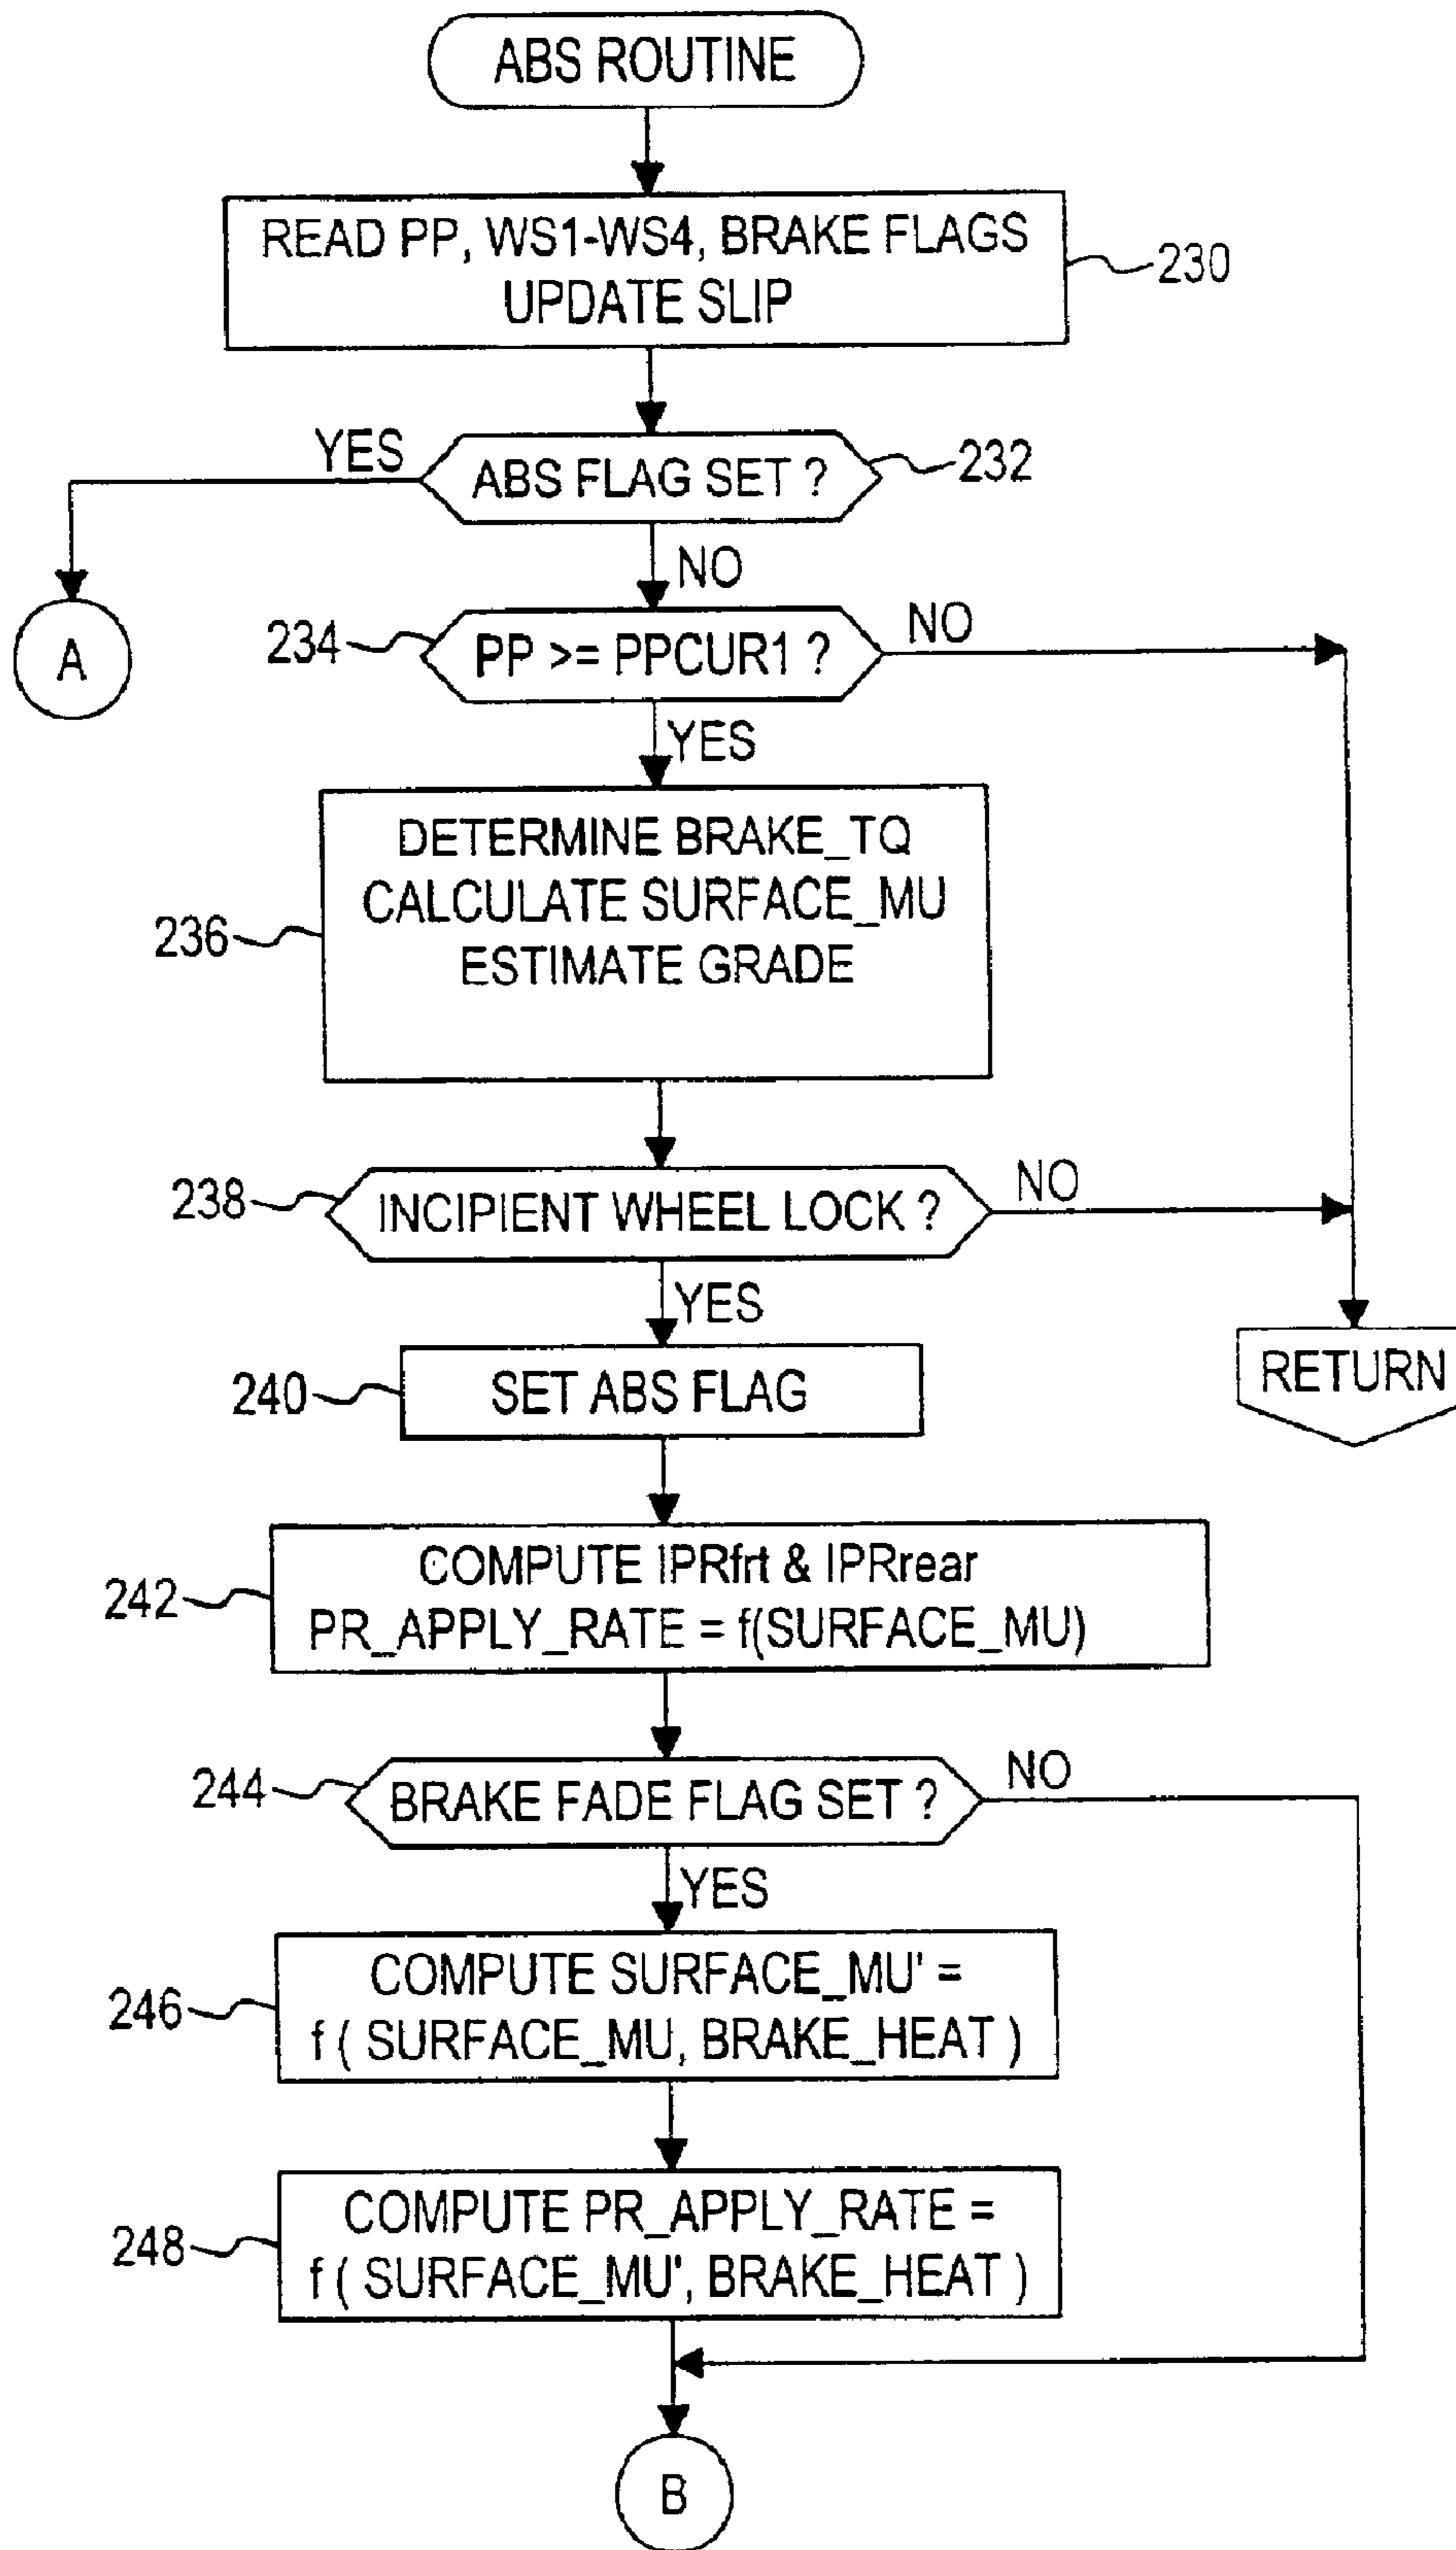 ABS ROUTINE
READ PP, WS1-WS4, BRAKE FLAGS
UPDATE SLIP
230
YES
ABS FLAG SET ?
232
NO
A
234
PP >= PPCUR1 ?
NO
YES
DETERMINE BRAKE_TQ
CALCULATE SURFACE_MU
ESTIMATE GRADE
236
238
INCIPIENT WHEEL LOCK ?
NO
YES
240
SET ABS FLAG
RETURN
242
COMPUTE IPRfrt & IPRrear
PR_APPLY_RATE = f(SURFACE_MU)
244
BRAKE FADE FLAG SET ?
NO
YES
246
COMPUTE SURFACE_MU' =
f ( SURFACE_MU, BRAKE_HEAT )
248
COMPUTE PR_APPLY_RATE =
f ( SURFACE_MU', BRAKE_HEAT )
B